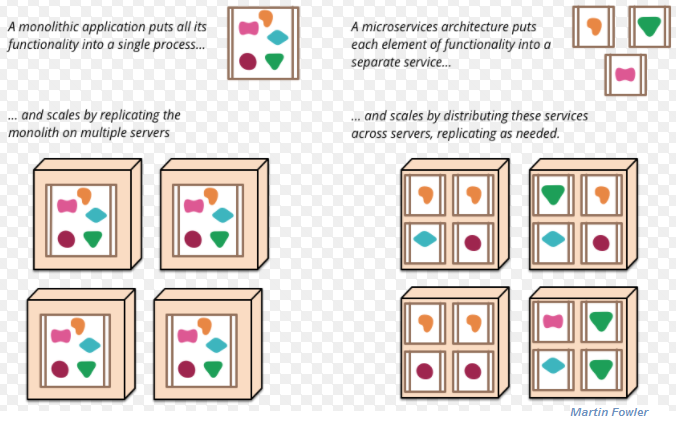 A monolithic application puts all its
functionality into a single process...
... and scales by replicating the
monolith on multiple servers
A microservices architecture puts
each element of functionality into a
separate service...
... and scales by distributing these services
across servers, replicating as needed.
Martin Fowler